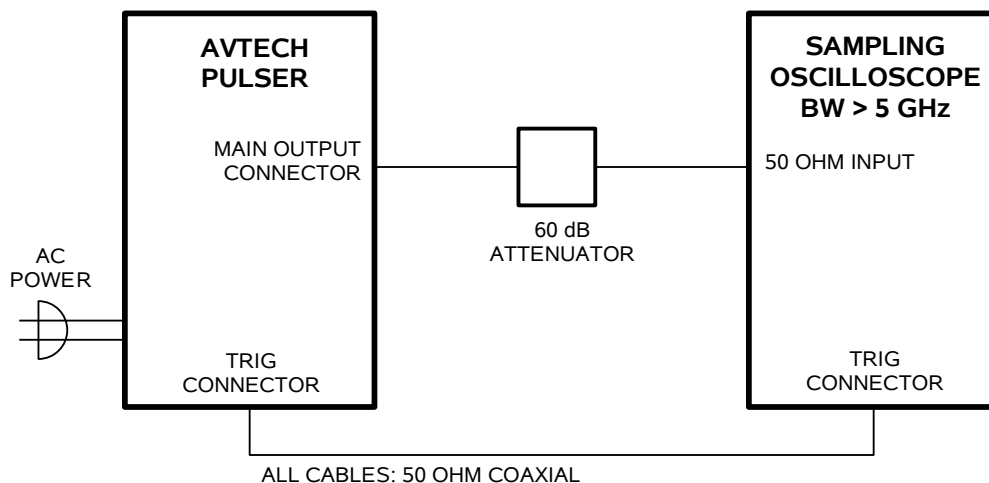 AVTECH
PULSER
MAIN OUTPUT
CONNECTOR
AC
POWER
TRIG
CONNECTOR
60 dB
ATTENUATOR
SAMPLING
OSCILLOSCOPE
BW > 5 GHz
50 OHM INPUT
TRIG
CONNECTOR
ALL CABLES: 50 OHM COAXIAL